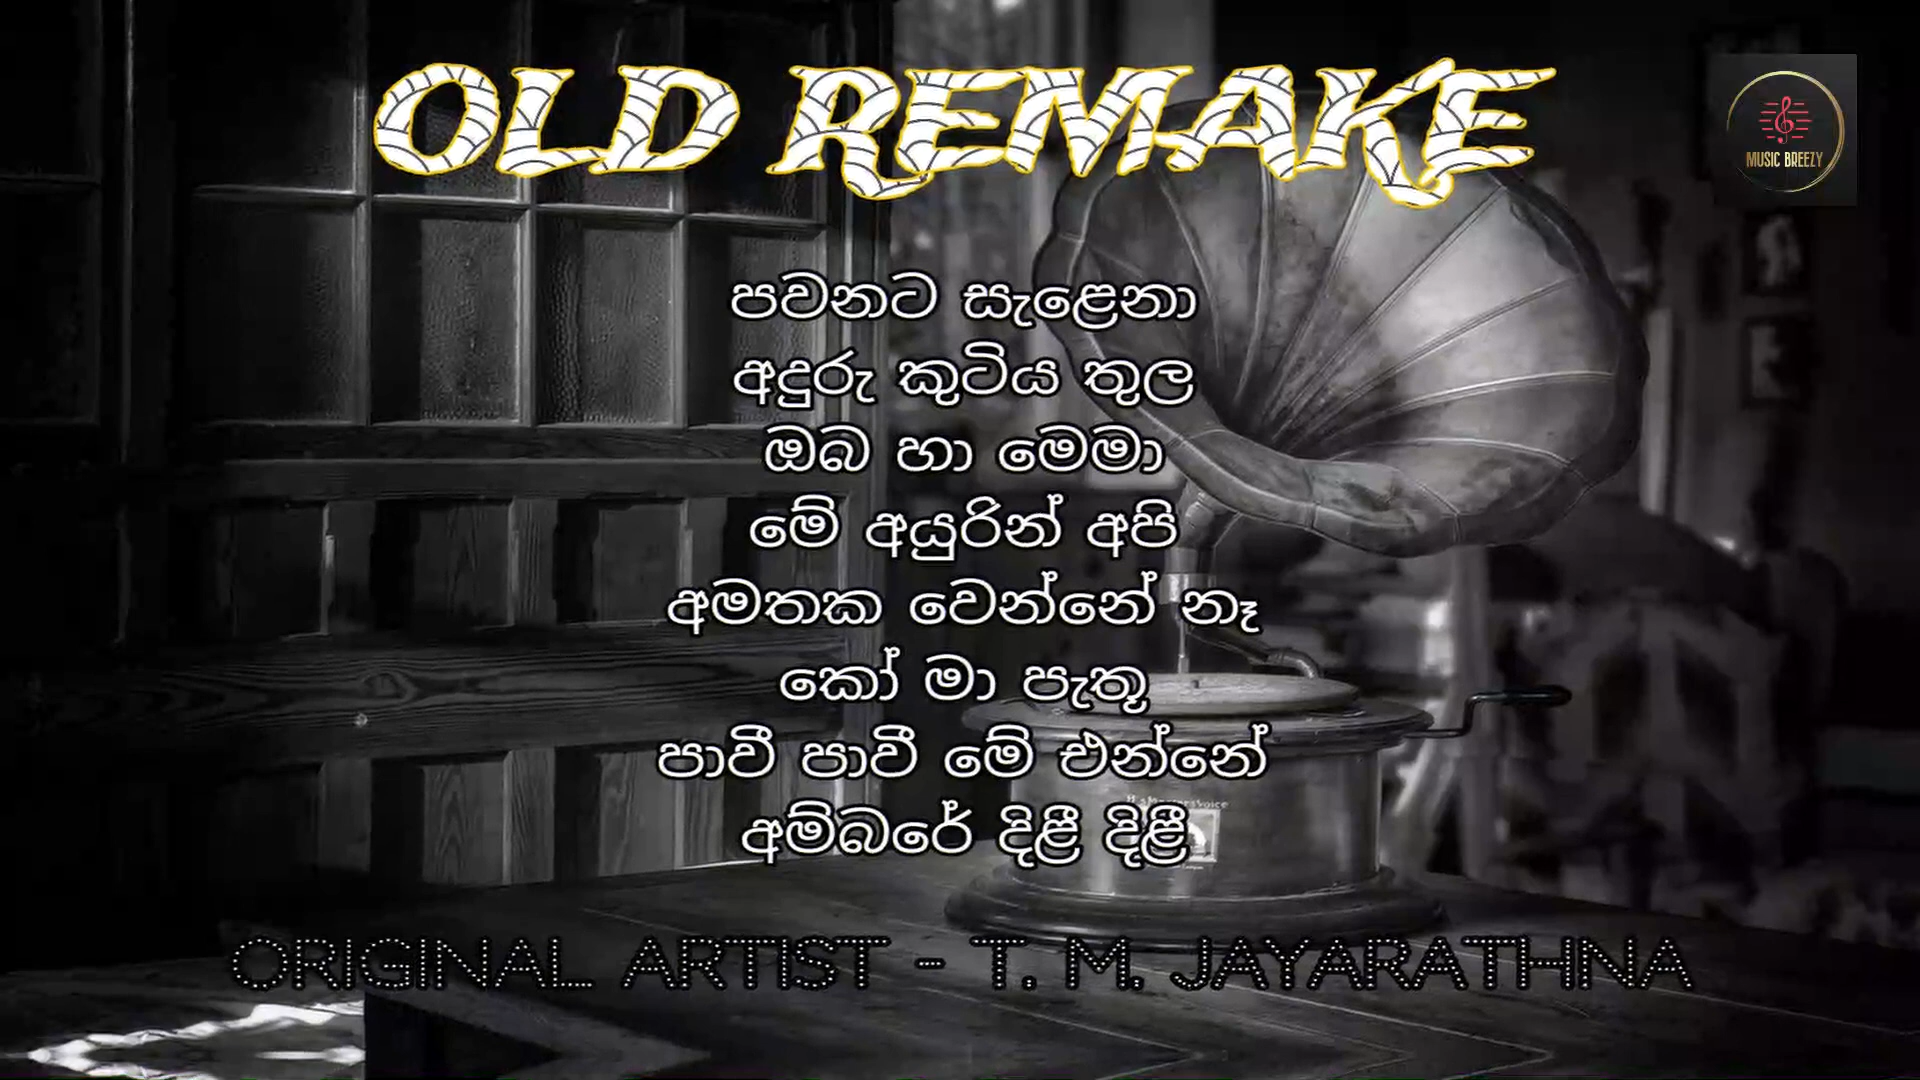 OLD REMAKE
MUSIC BREEZY
පවනට සැළෙනා
අඳුරු කුටිය තුල
ඔබ හා මෙමා
මේ අයුරින් අපි
අමතක වෙන්නේ නෑ
කෝ මා පැතූ
පාවී පාවී මේ එන්නේ
අම්බරේ දිළී දිළී
ORIGINAL ARTIST - T. M. JAYARATHNA